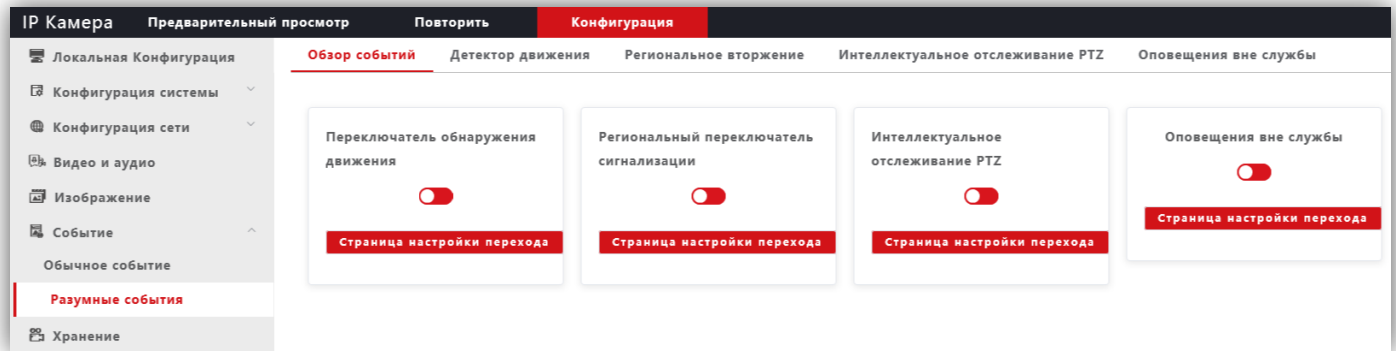 IP Камера Предварительный просмотр Повторить Конфигурация
Локальная Конфигурация
Конфигурация системы
Конфигурация сети
Видео и аудио
Изображение
Событие
Обычное событие
Разумные события
Хранение
Обзор событий Детектор движения Региональное вторжение Интеллектуальное отслеживание PTZ Оповещения вне службы
Переключатель обнаружения
движения
Страница настройки перехода
Региональный переключатель
сигнализации
Страница настройки перехода
Интеллектуальное
отслеживание PTZ
Страница настройки перехода
Оповещения вне службы
Страница настройки перехода